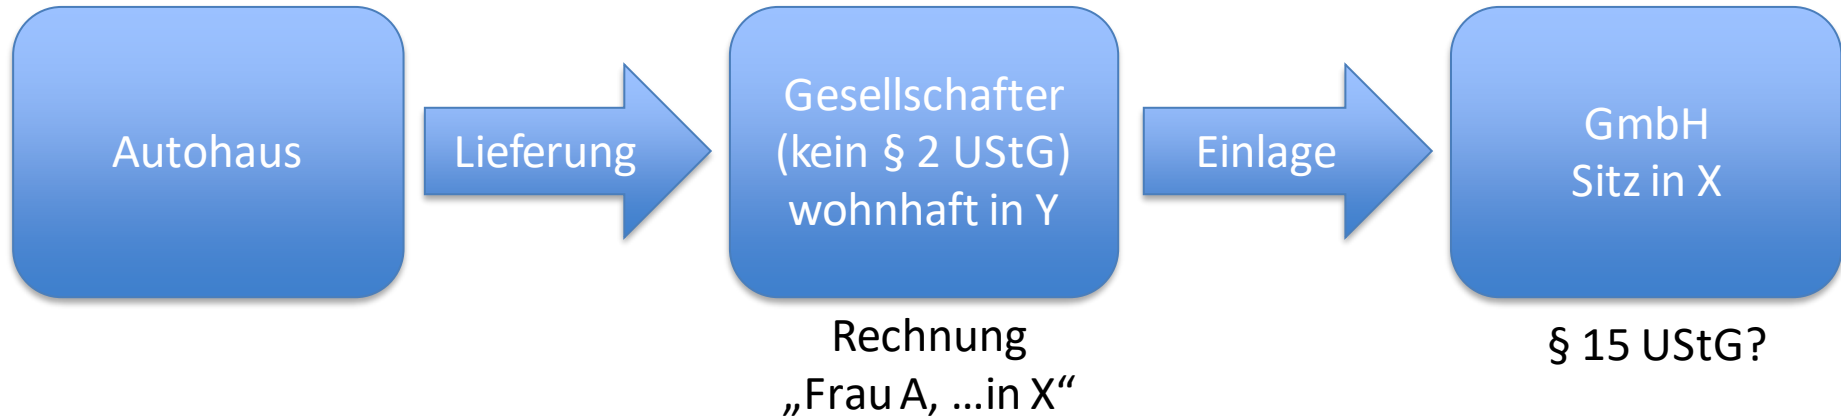 Autohaus
Lieferung
Gesellschafter
(kein § 2 UStG)
wohnhaft in Y
Einlage
GmbH
Sitz in X
Rechnung
„Frau A, …in X“
§ 15 UStG?